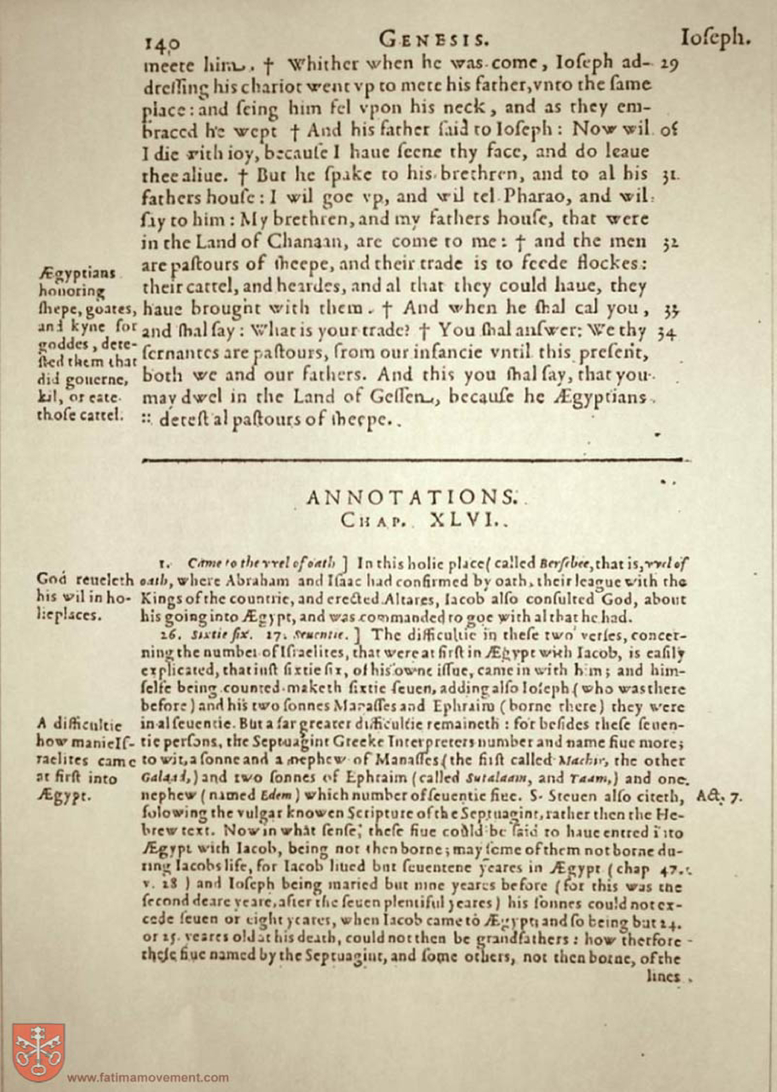 140 GENESIS. Ioſeph.
meete him. † Whither when he was come, Ioſeph ad- 29
dreſſing his chariot went vp to mete his father, vnto the ſame
place: and ſeing him fel vpon his neck, and as they em-
braced he wept † And his father ſaid to Ioſeph: Now wil
I die with ioy, becauſe I haue ſeene thy face, and do leaue
thee aliue. † But he ſpake to his brethren, and to al his 31
fathers houſe: I wil goe vp, and wil tel Pharao, and wil
ſay to him: My brethren, and my fathers houſe, that were
in the Land of Chanaan, are come to me: † and the men 32
are paſtours of ſheepe, and their trade is to feede flockes:
their cattel, and heardes, and al that they could haue, they
haue brought with them. † And when he ſhal cal you, 33
and ſhal ſay: What is your trade? † You ſhal anſwer: We thy 34
ſeruantes are paſtours, from our infancie vntil this preſent,
both we and our fathers. And this you ſhal ſay, that you
may dwel in the Land of Geſſen, becauſe he Ægyptians
:: deteſt al paſtours of ſheepe.
Ægyptians
honoring
ſhepe, goates,
and kyne for
goddes, dete-
ſted them that
did gouerne,
kil, or eate
thoſe cattel.
ANNOTATIONS.
CHAP. XLVI.
1. Came to the vvel of oath ] In this holie place ( called Berſebee, that is, vvel of
oath, where Abraham and Iſaac had confirmed by oath, their league with the
Kings of the countrie, and erected Altares, Iacob alſo conſulted God, about
his going into Ægypt, and was commanded to goe with al that he had.
God reueleth
his wil in ho-
lie places.
26. Sixtie ſix. 27. Seuentie. ] The difficultie in theſe two verſes, concer-
ning the number of Iſraelites, that were at firſt in Ægypt with Iacob, is eaſily
explicated, that iuſt ſixtie ſix, of his owne iſſue, came in with him; and him-
ſelfe being counted maketh ſixtie ſeuen, adding alſo Ioſeph ( who was there
before ) and his two ſonnes Manaſſes and Ephraim ( borne there ) they were
in al ſeuentie. But a far greater difficultie remaineth: for beſides theſe ſeuen-
tie perſons, the Septuagint Greeke Interpreters number and name fiue more;
to wit, a ſonne and a nephew of Manaſſes ( the firſt called Machir, the other
Galaad, ) and two ſonnes of Ephraim ( called Sutalaam, and Taam, ) and one
nephew ( named Edem ) which number of ſeuentie fiue. S. Steuen alſo citeth, Act. 7.
folowing the vulgar knowen Scripture of the Septuagint, rather then the He-
brew text. Now in what ſenſe, theſe fiue could be ſaid to haue entred into
Ægypt with Iacob, being not then borne; may ſome of them not borne du-
ring Iacobs life, for Iacob liued but ſeuentene yeares in Ægypt ( chap 47.
v. 28 ) and Ioſeph being maried but nine yeares before ( for this was the
ſecond deare yeare, after the ſeuen plentiful yeares ) his ſonnes could not ex-
cede ſeuen or eight yeares, when Iacob came to Ægypt; and ſo being but 24.
or 25. yeares old at his death, could not then be grandfathers: how therfore
theſe fiue named by the Septuagint, and ſome others, not then borne, of the
lines
A difficultie
how manie Iſ-
raelites came
at firſt into
Ægypt.
www.fatimamovement.com